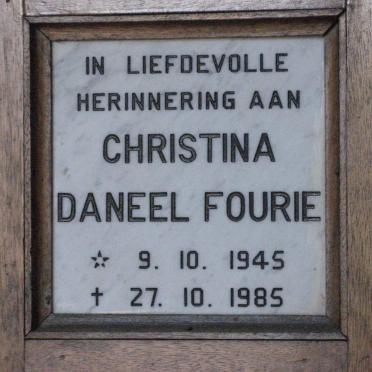 IN LIEFDEVOLLE
HERINNERING AAN
CHRISTINA
DANEEL FOURIE
☆ 9. 10. 1945
✝ 27. 10. 1985